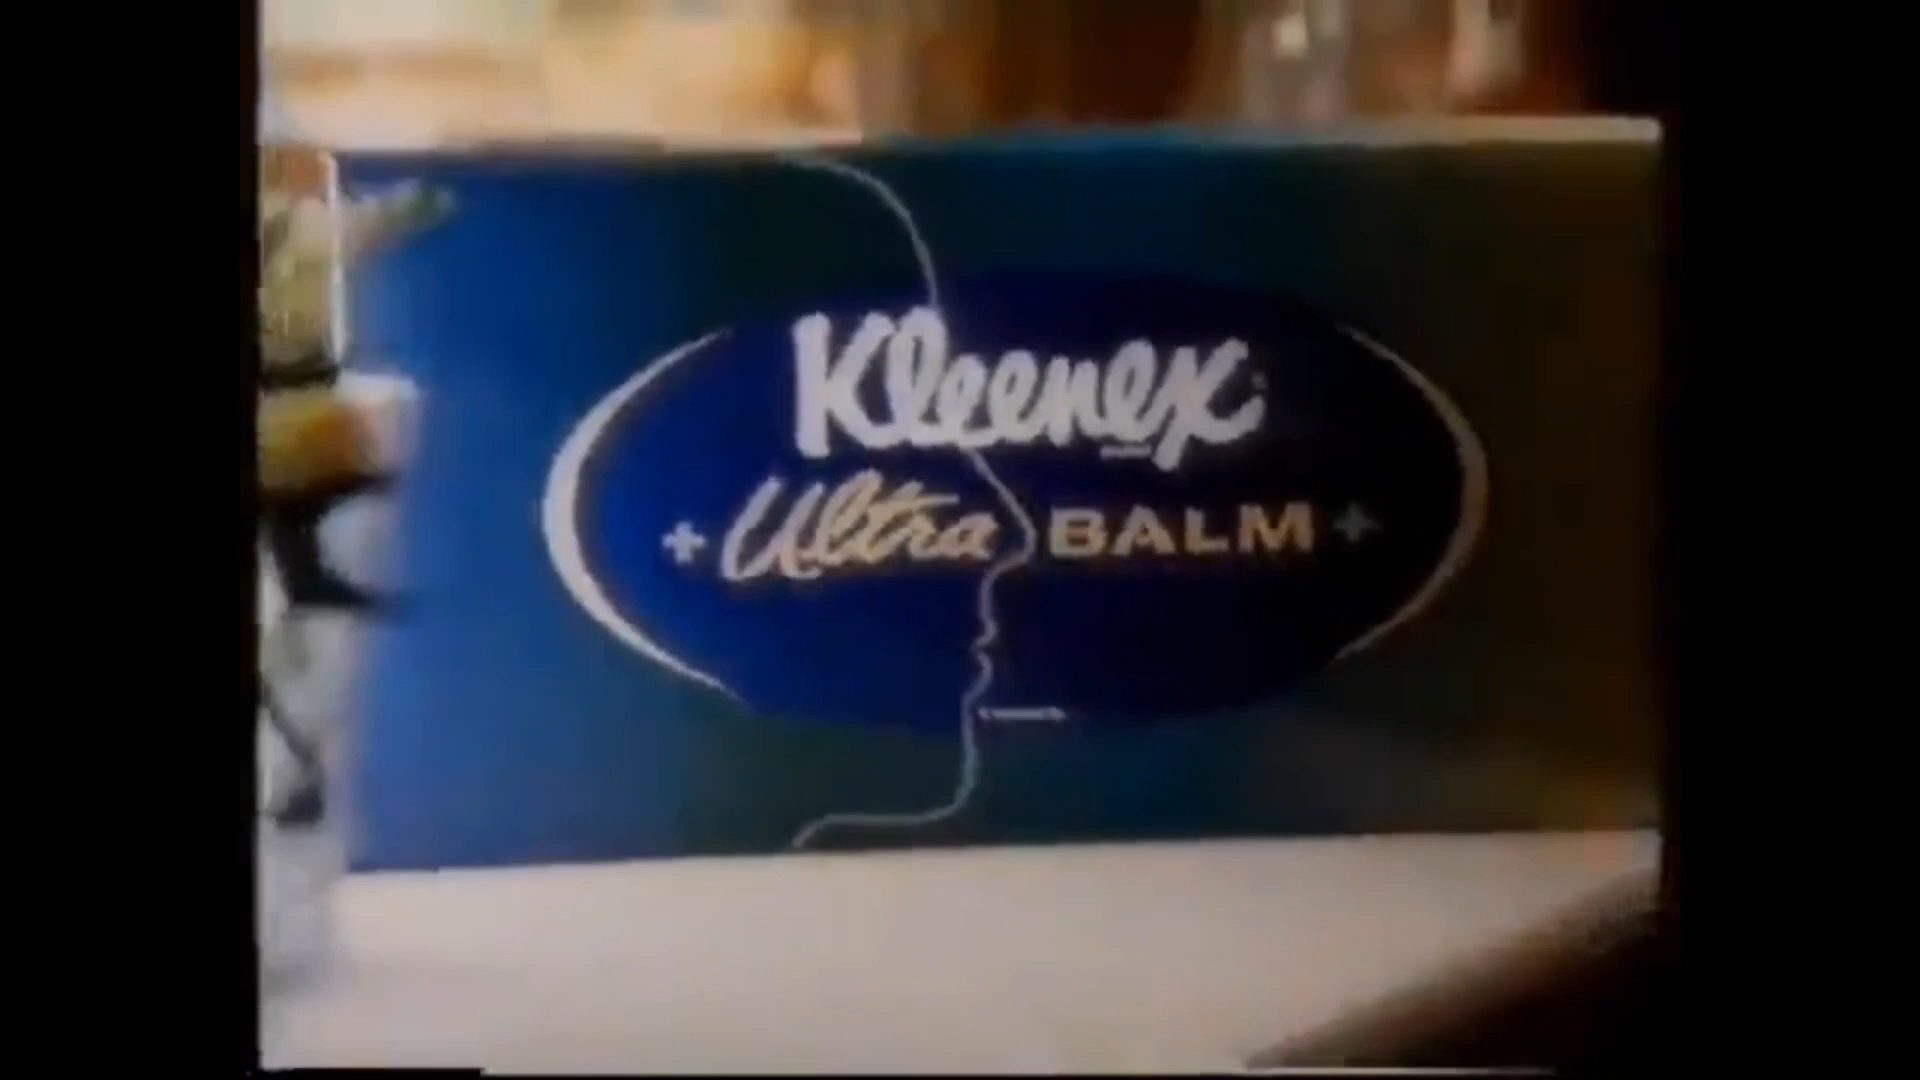 Kleenex
+ Ultra BALM +